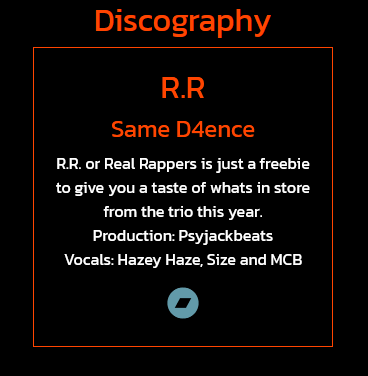 Discography
R.R
Same D4ence
R.R. or Real Rappers is just a freebie
to give you a taste of whats in store
from the trio this year.
Production: Psyjackbeats
Vocals: Hazey Haze, Size and MCB